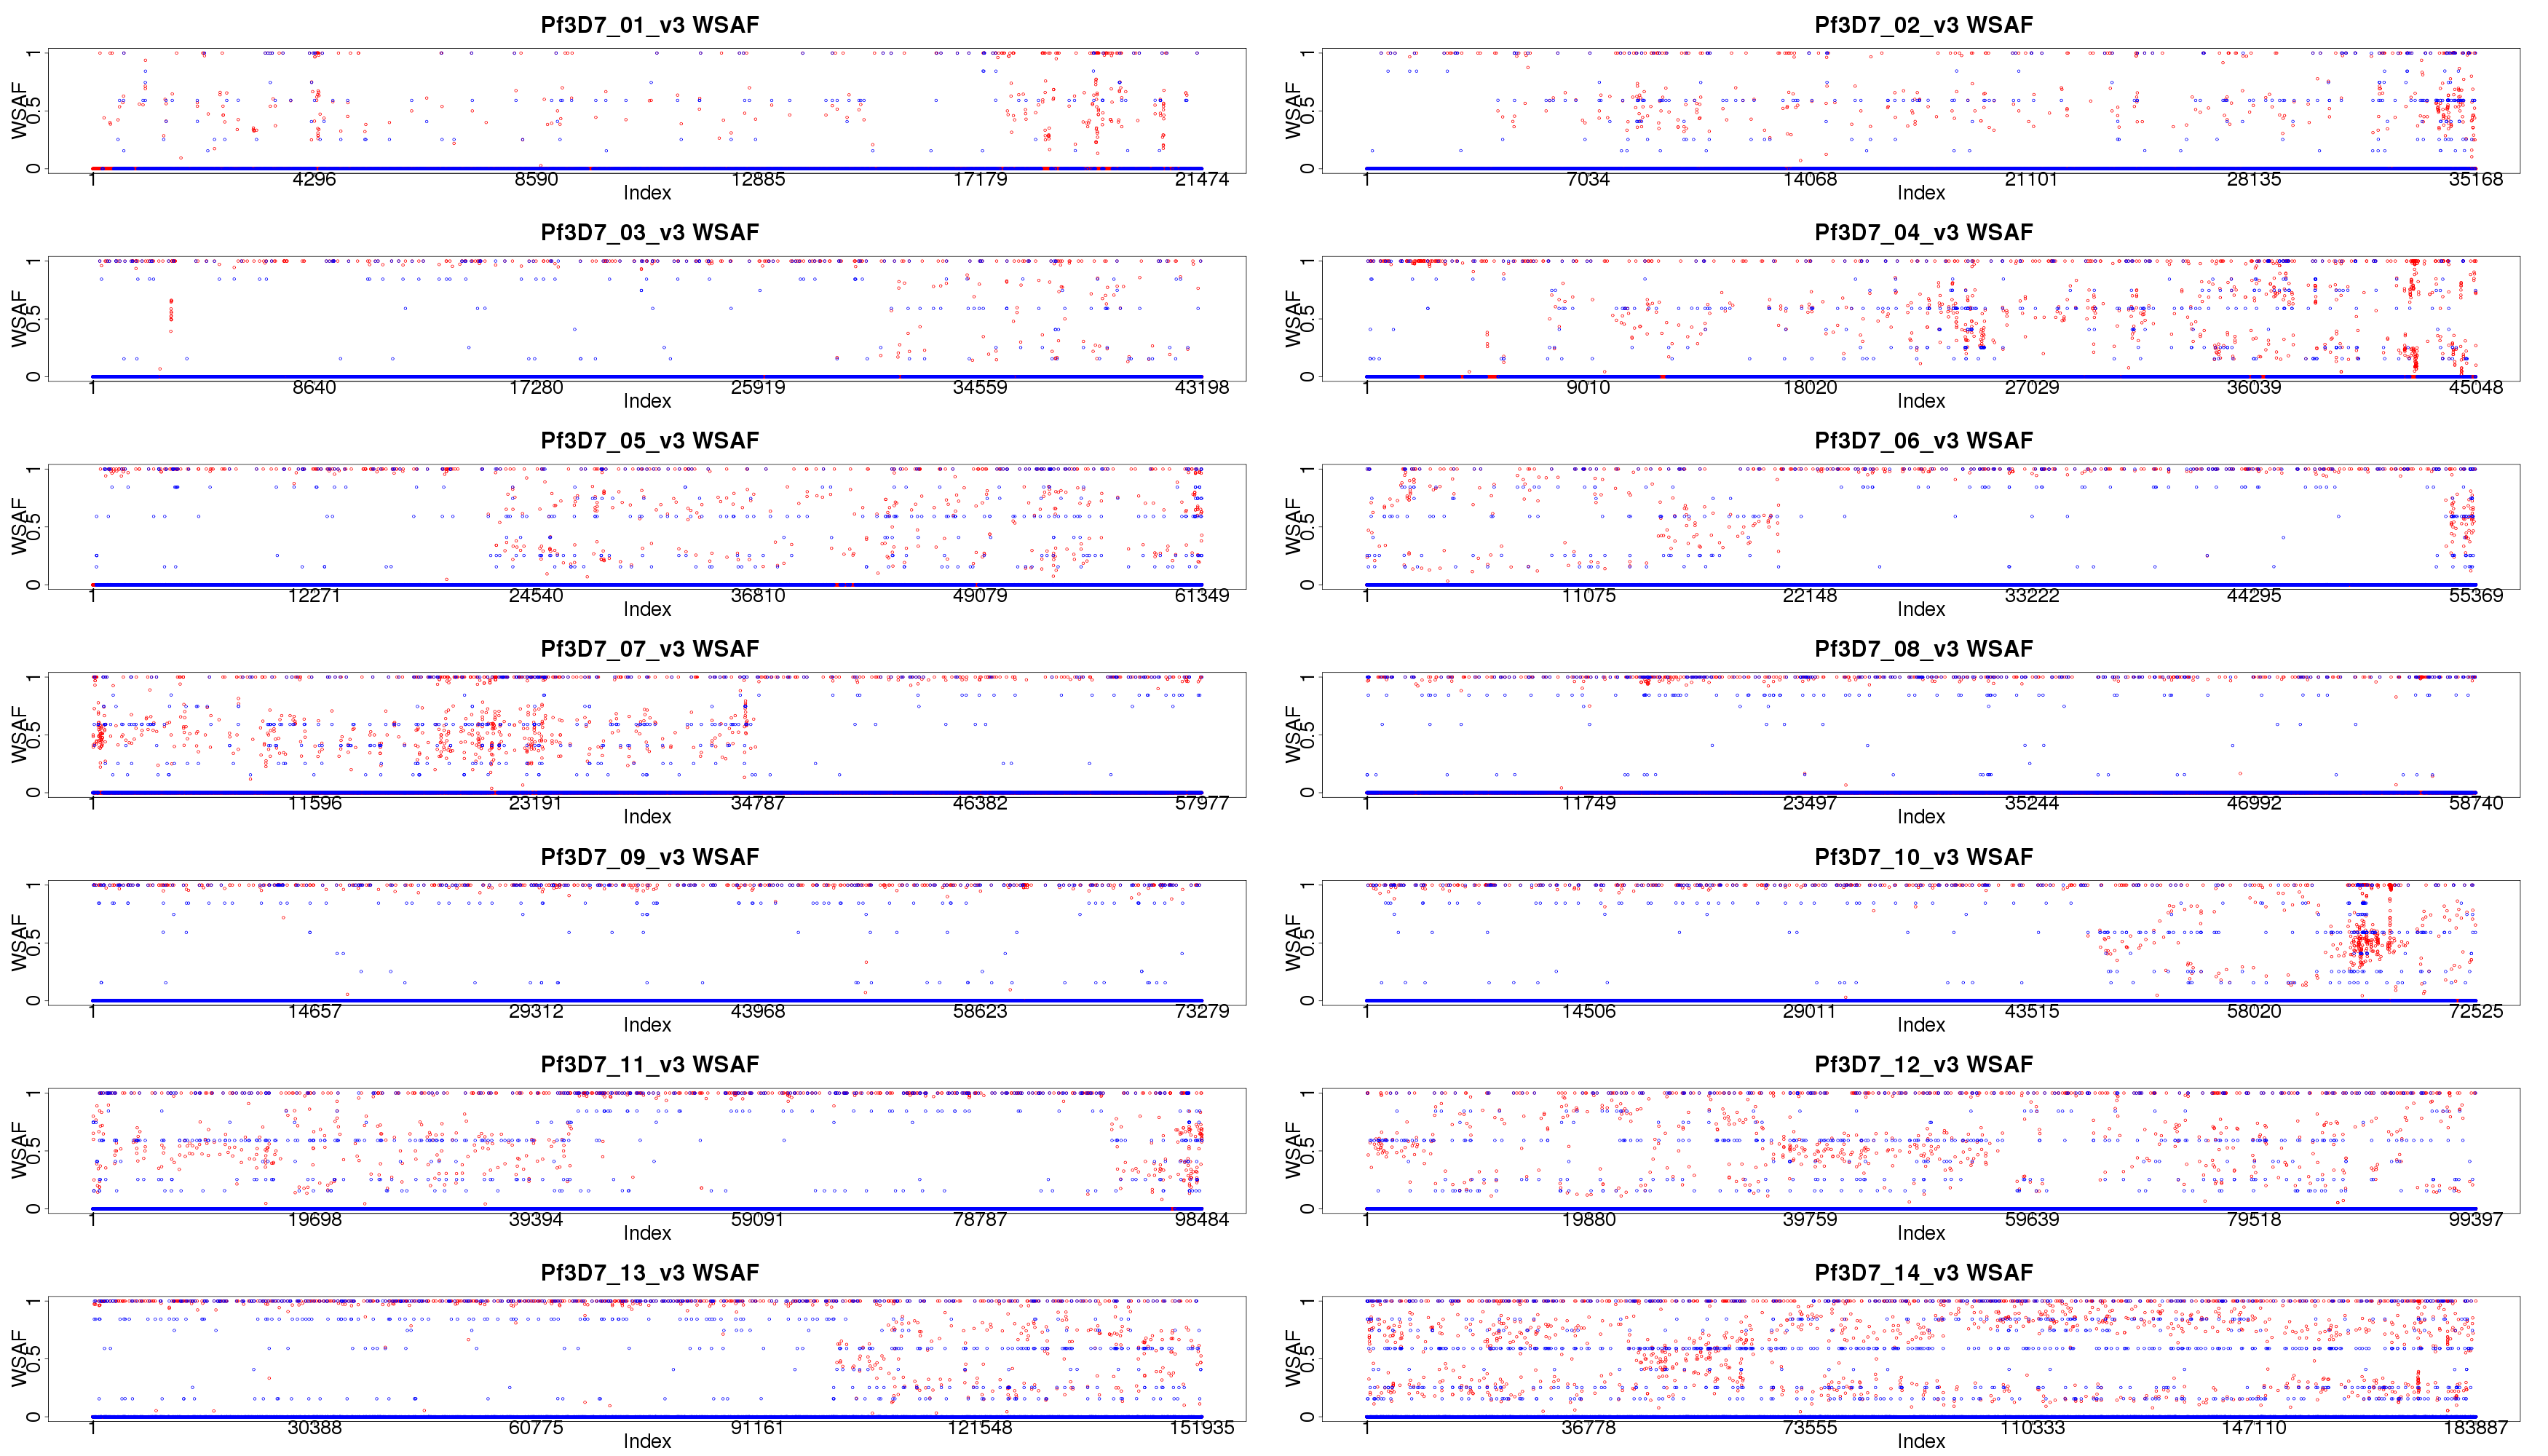 Pf3D7_01_v3 WSAF
WSAF
0 0.5 1
1 4296 8590 12885 17179 21474
Index
Pf3D7_02_v3 WSAF
WSAF
0 0.5 1
1 7034 14068 21101 28135 35168
Index
Pf3D7_03_v3 WSAF
WSAF
0 0.5 1
1 8640 17280 25919 34559 43198
Index
Pf3D7_04_v3 WSAF
WSAF
0 0.5 1
1 9010 18020 27029 36039 45048
Index
Pf3D7_05_v3 WSAF
WSAF
0 0.5 1
1 12271 24540 36810 49079 61349
Index
Pf3D7_06_v3 WSAF
WSAF
0 0.5 1
1 11075 22148 33222 44295 55369
Index
Pf3D7_07_v3 WSAF
WSAF
0 0.5 1
1 11596 23191 34787 46382 57977
Index
Pf3D7_08_v3 WSAF
WSAF
0 0.5 1
1 11749 23497 35244 46992 58740
Index
Pf3D7_09_v3 WSAF
WSAF
0 0.5 1
1 14657 29312 43968 58623 73279
Index
Pf3D7_10_v3 WSAF
WSAF
0 0.5 1
1 14506 29011 43515 58020 72525
Index
Pf3D7_11_v3 WSAF
WSAF
0 0.5 1
1 19698 39394 59091 78787 98484
Index
Pf3D7_12_v3 WSAF
WSAF
0 0.5 1
1 19880 39759 59639 79518 99397
Index
Pf3D7_13_v3 WSAF
WSAF
0 0.5 1
1 30388 60775 91161 121548 151935
Index
Pf3D7_14_v3 WSAF
WSAF
0 0.5 1
1 36778 73555 110333 147110 183887
Index